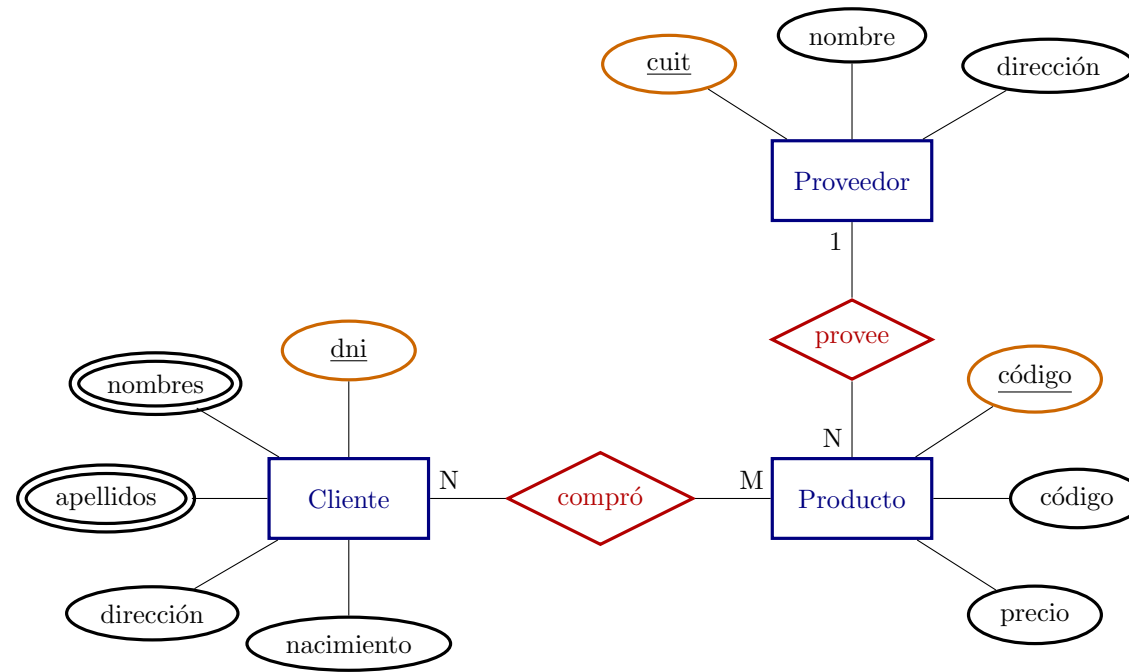 nombre
cuit
dirección
Proveedor
1
provee
dni
código
nombres
N
N
M
apellidos
Cliente
compró
Producto
código
dirección
precio
nacimiento